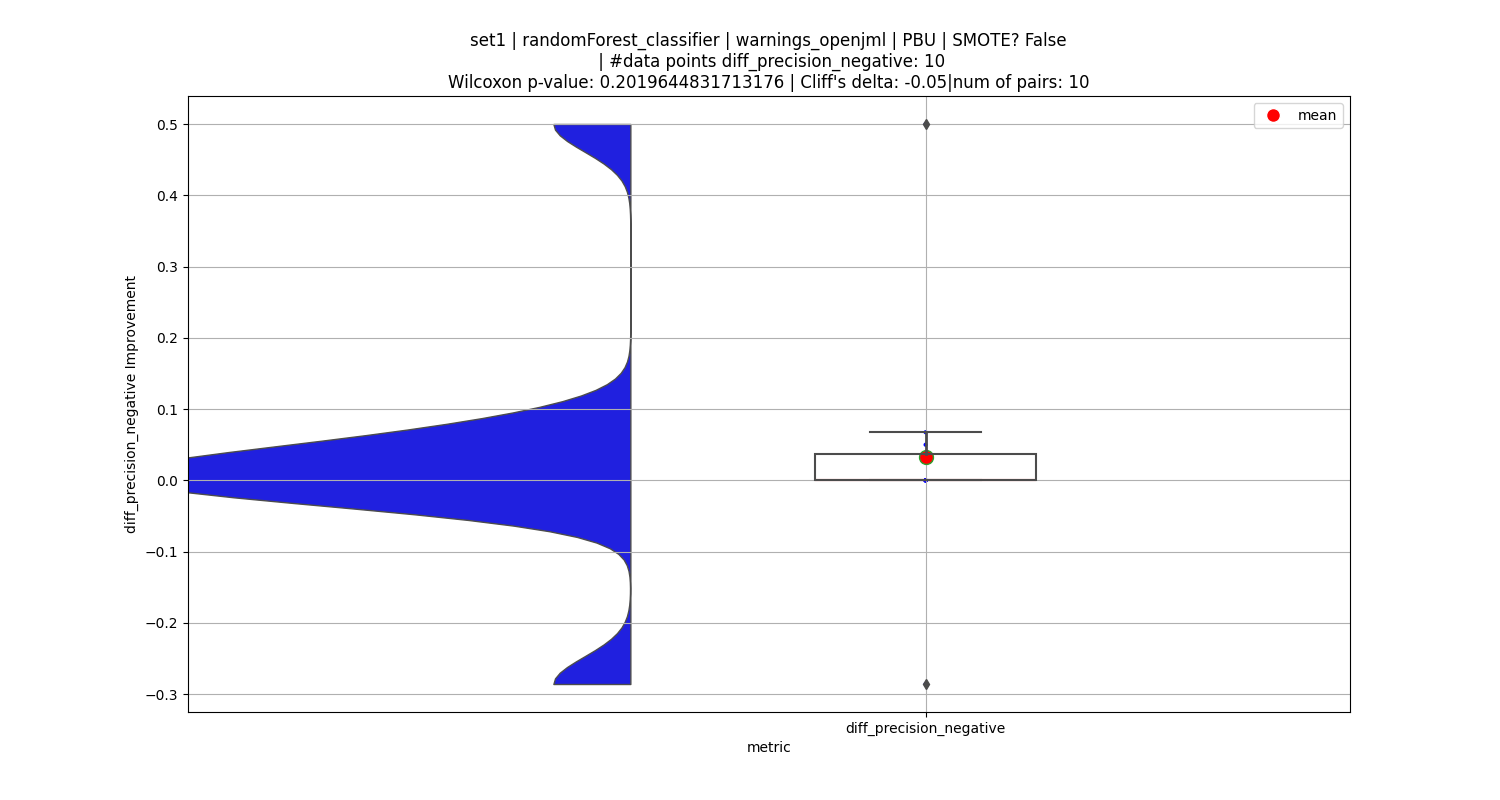 set1 | randomForest_classifier | warnings_openjml | PBU | SMOTE? False
| #data points diff_precision_negative: 10
Wilcoxon p-value: 0.2019644831713176 | Cliff's delta: -0.05|num of pairs: 10
mean
0.5
0.4
0.3
0.2
0.1
0.0
−0.1
−0.2
−0.3
diff_precision_negative Improvement
diff_precision_negative
metric